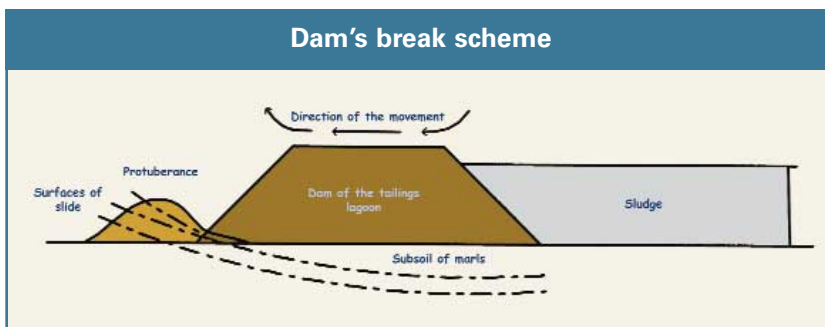 Dam's break scheme
Direction of the movement
Protuberance
Surfaces of
slide
Dam of the tailings
lagoon
Sludge
Subsoil of marls